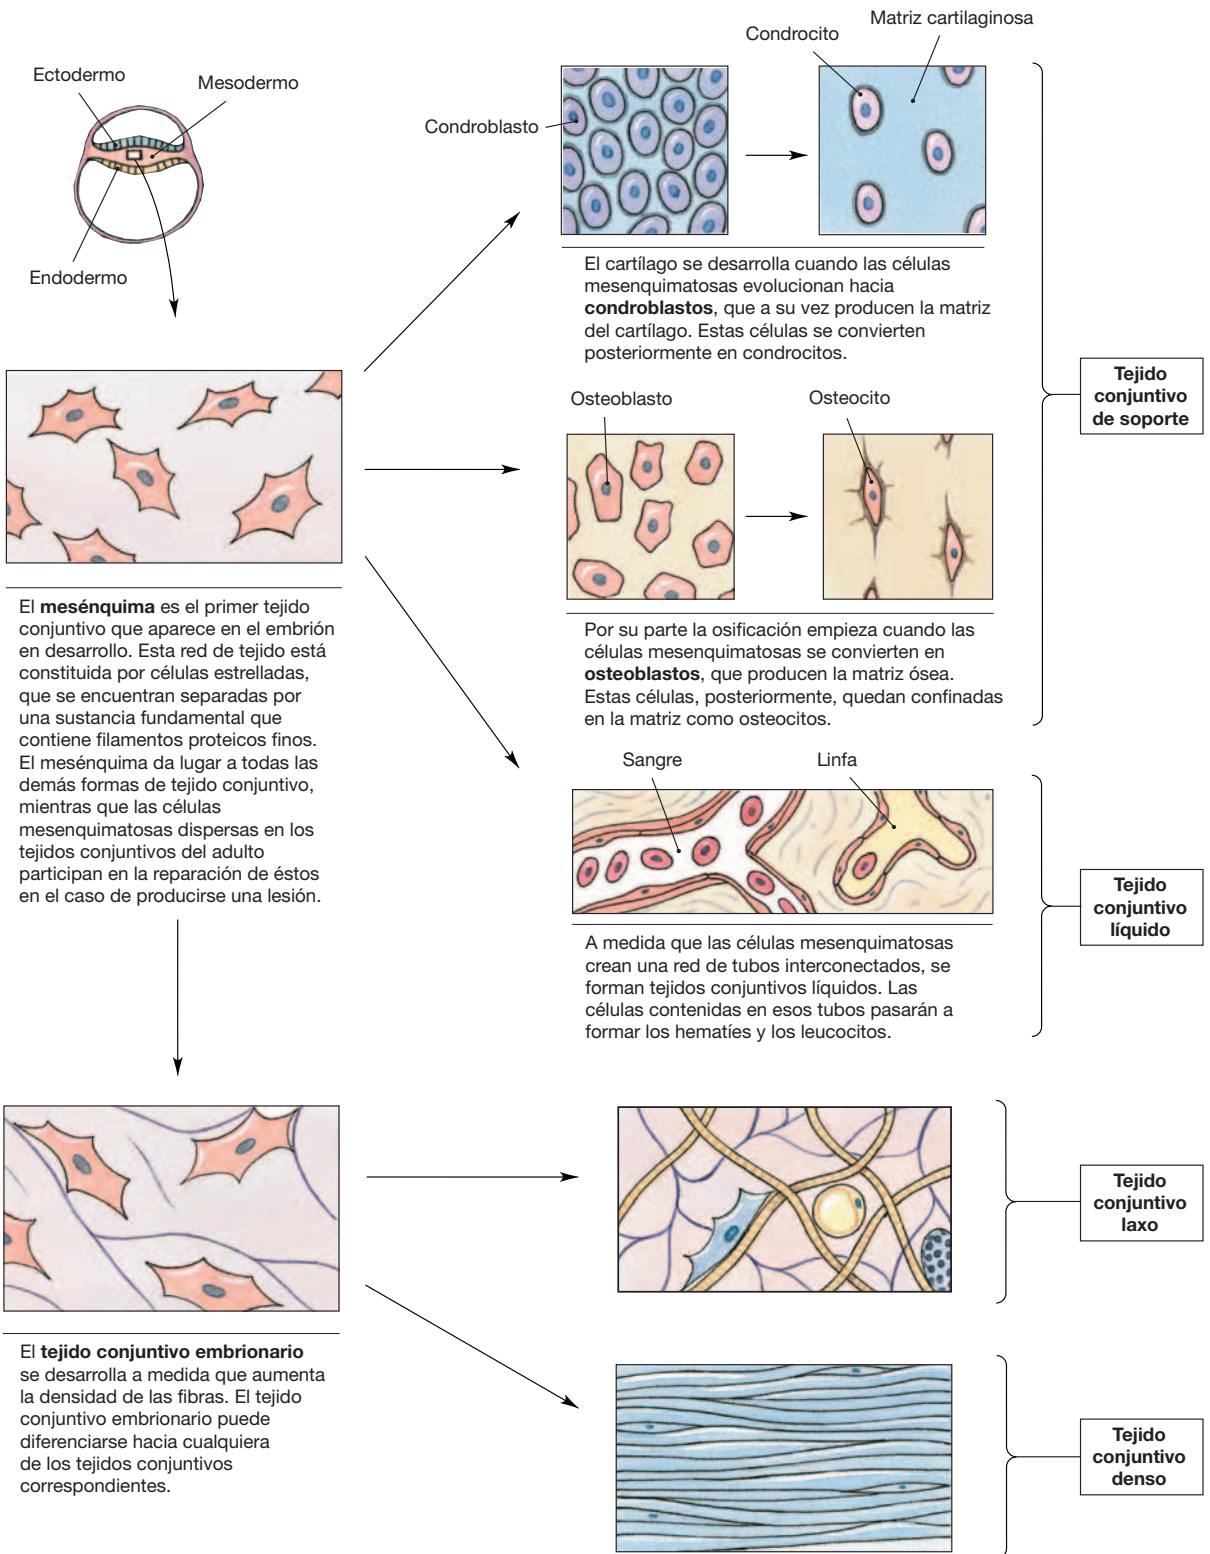 Ectodermo
Mesodermo
Endodermo
Condroblasto
Condrocito
Matriz cartilaginosa
El cartílago se desarrolla cuando las células
mesenquimatosas evolucionan hacia
condroblastos, que a su vez producen la matriz
del cartílago. Estas células se convierten
posteriormente en condrocitos.
Osteoblasto
Osteocito
Por su parte la osificación empieza cuando las
células mesenquimatosas se convierten en
osteoblastos, que producen la matriz ósea.
Estas células, posteriormente, quedan confinadas
en la matriz como osteocitos.
Tejido
conjuntivo
de soporte
El mesénquima es el primer tejido
conjuntivo que aparece en el embrión
en desarrollo. Esta red de tejido está
constituida por células estrelladas,
que se encuentran separadas por
una sustancia fundamental que
contiene filamentos proteicos finos.
El mesénquima da lugar a todas las
demás formas de tejido conjuntivo,
mientras que las células
mesenquimatosas dispersas en los
tejidos conjuntivos del adulto
participan en la reparación de éstos
en el caso de producirse una lesión.
Sangre
Linfa
A medida que las células mesenquimatosas
crean una red de tubos interconectados, se
forman tejidos conjuntivos líquidos. Las
células contenidas en esos tubos pasarán a
formar los hematíes y los leucocitos.
Tejido
conjuntivo
líquido
El tejido conjuntivo embrionario
se desarrolla a medida que aumenta
la densidad de las fibras. El tejido
conjuntivo embrionario puede
diferenciarse hacia cualquiera
de los tejidos conjuntivos
correspondientes.
Tejido
conjuntivo
laxo
Tejido
conjuntivo
denso